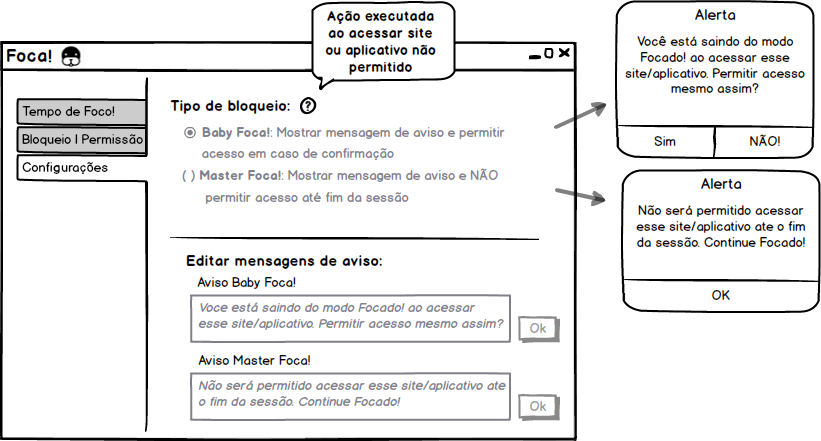 Ação executada
ao acessar site
ou aplicativo não
permitido
Foca!
Tempo de Foco!
Bloqueio | Permissão
Configurações
Tipo de bloqueio: ?
Baby Foca!: Mostrar mensagem de aviso e permitir
acesso em caso de confirmação
( ) Master Foca!: Mostrar mensagem de aviso e NÃO
permitir acesso até fim da sessão
Editar mensagens de aviso:
Aviso Baby Foca!
Voce está saindo do modo Focado! ao acessar
esse site/aplicativo. Permitir acesso mesmo assim?
Ok
Aviso Master Foca!
Não será permitido acessar esse site/aplicativo ate
o fim da sessão. Continue Focado!
Ok
Alerta
Você está saindo do modo
Focado! ao acessar esse
site/aplicativo. Permitir acesso
mesmo assim?
Sim
NÃO!
Alerta
Não será permitido acessar
esse site/aplicativo ate o fim
da sessão. Continue Focado!
OK